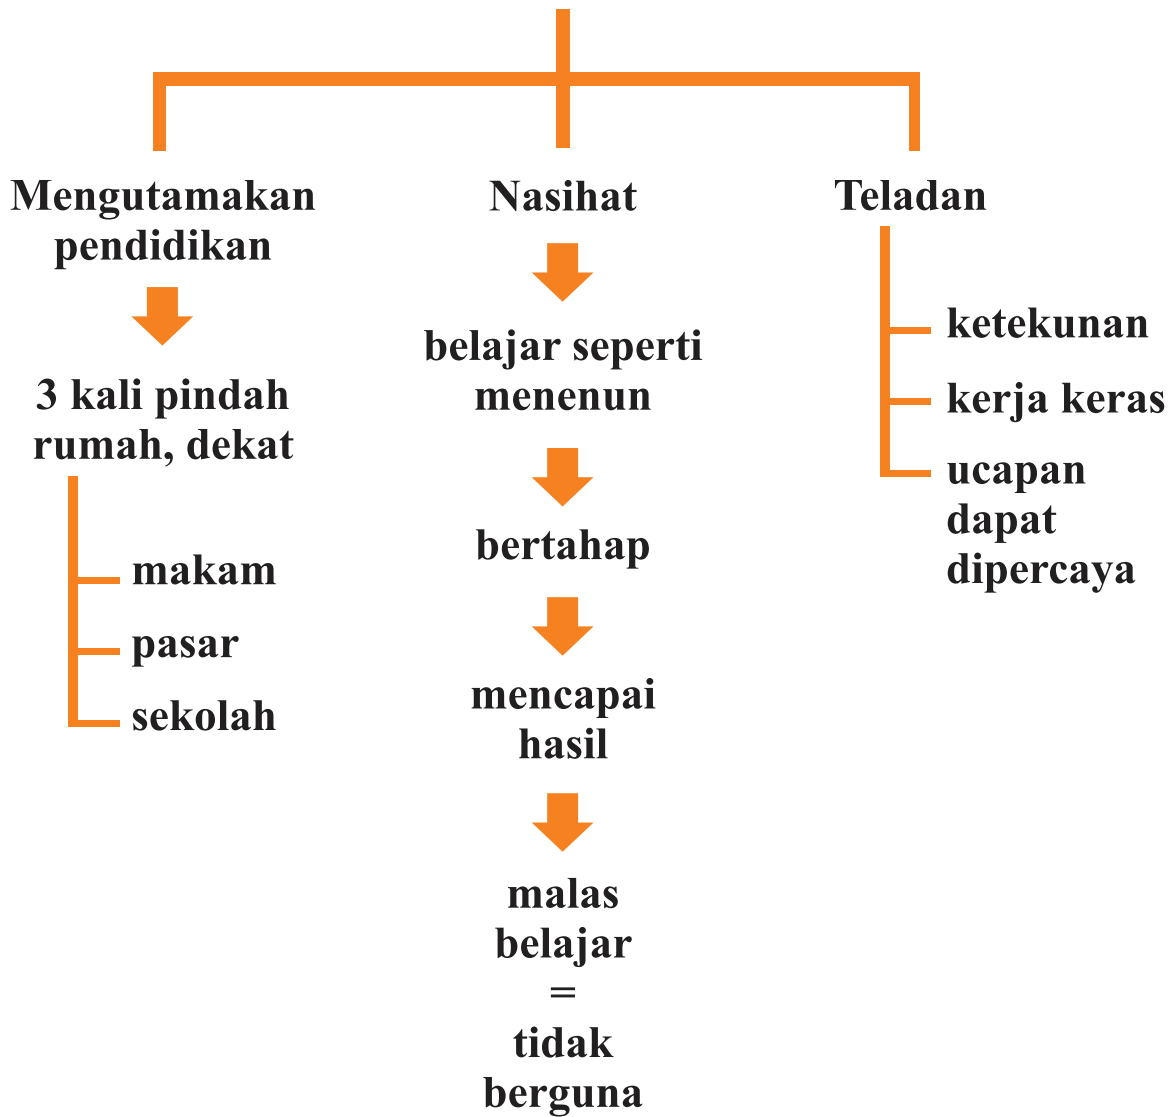 Mengutamakan
pendidikan
3 kali pindah
rumah, dekat
makam
pasar
sekolah
Nasihat
belajar seperti
menenun
bertahap
mencapai
hasil
malas
belajar
=
tidak
berguna
Teladan
ketekunan
kerja keras
ucapan
dapat
dipercaya